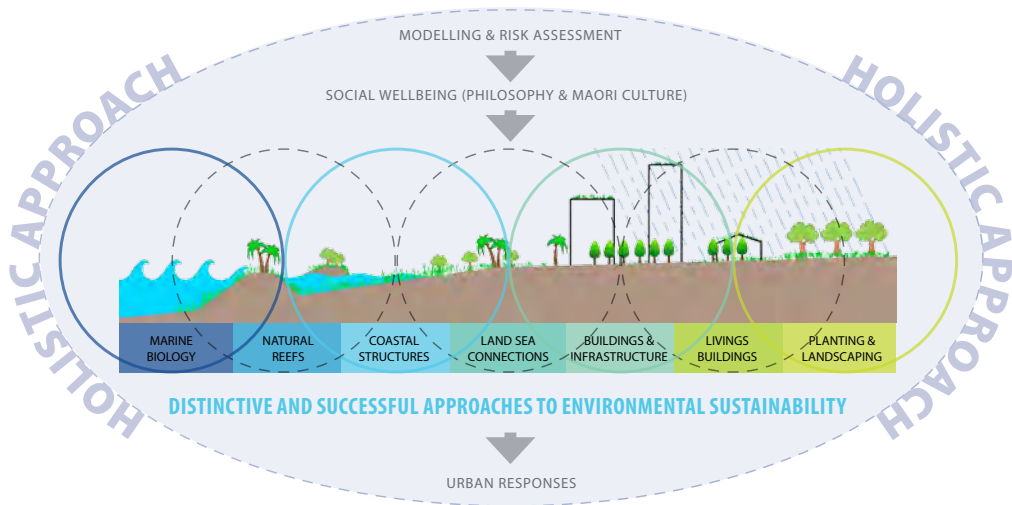 MODELLING & RISK ASSESSMENT
SOCIAL WELLBEING (PHILOSOPHY & MAORI CULTURE)
HOLISTIC APPROACH
HOLISTIC APPROACH
MARINE
BIOLOGY
NATURAL
REEFS
COASTAL
STRUCTURES
LAND SEA
CONNECTIONS
BUILDINGS &
INFRASTRUCTURE
LIVINGS
BUILDINGS
PLANTING &
LANDSCAPING
DISTINCTIVE AND SUCCESSFUL APPROACHES TO ENVIRONMENTAL SUSTAINABILITY
URBAN RESPONSES